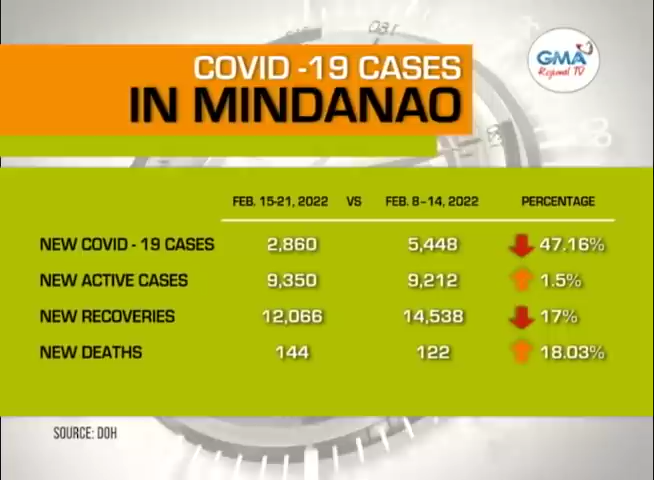 COVID -19 CASES
IN MINDANAO
GMA
Regional TV
FEB. 15-21, 2022 VS FEB. 8-14, 2022 PERCENTAGE
NEW COVID - 19 CASES 2,860 5,448 47.16%
NEW ACTIVE CASES 9,350 9,212 1.5%
NEW RECOVERIES 12,066 14,538 17%
NEW DEATHS 144 122 18.03%
SOURCE: DOH